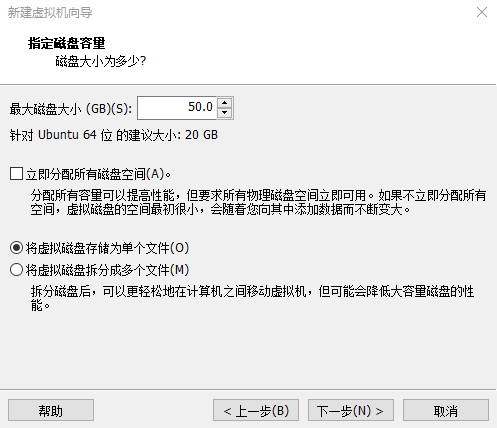 新建虚拟机向导
指定磁盘容量
磁盘大小为多少?
最大磁盘大小 (GB)(S): 50.0
针对 Ubuntu 64 位 的建议大小: 20 GB
立即分配所有磁盘空间(A)。
分配所有容量可以提高性能，但要求所有物理磁盘空间立即可用。如果不立即分配所有
空间，虚拟磁盘的空间最初很小，会随着您向其中添加数据而不断变大。
将虚拟磁盘存储为单个文件(O)
将虚拟磁盘拆分成多个文件(M)
拆分磁盘后，可以更轻松地在计算机之间移动虚拟机，但可能会降低大容量磁盘的性
能。
帮助 < 上一步(B) 下一步(N) > 取消